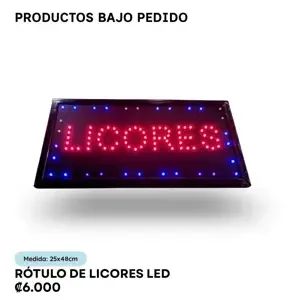 PRODUCTOS BAJO PEDIDO
LICORES
Medida: 25x48cm
RÓTULO DE LICORES LED
₡6.000